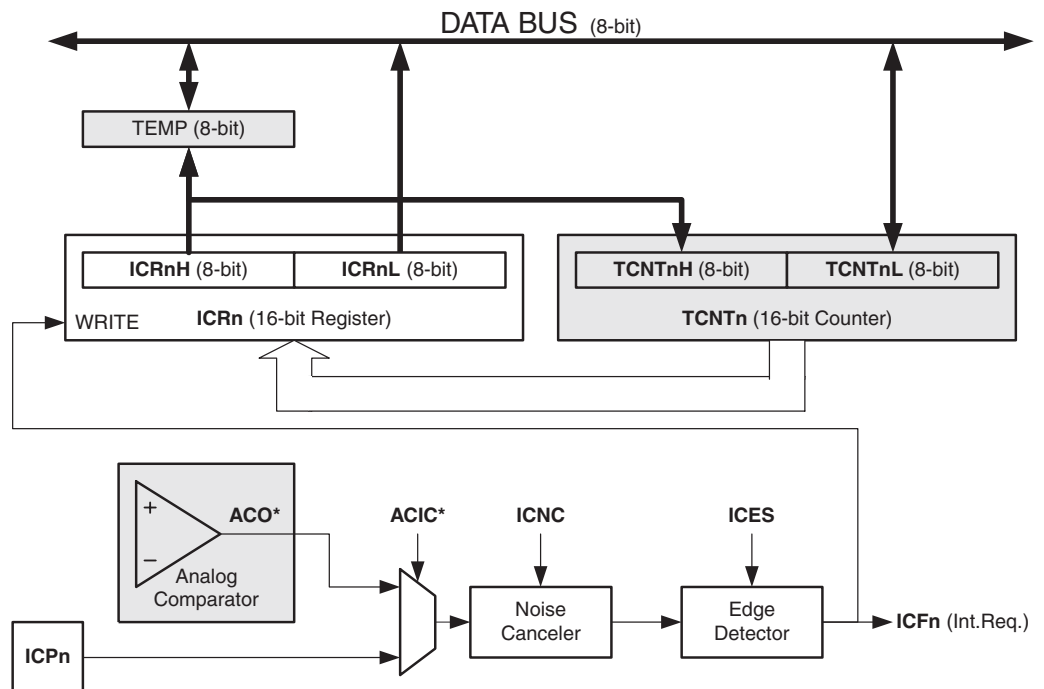 DATA BUS (8-bit)
TEMP (8-bit)
ICRnH (8-bit)
ICRnL (8-bit)
TCNTnH (8-bit)
TCNTnL (8-bit)
WRITE
ICRn (16-bit Register)
TCNTn (16-bit Counter)
+
−
ACO*
Analog
Comparator
ACIC*
ICNC
ICES
Noise
Canceler
Edge
Detector
ICFn (Int.Req.)
ICPn